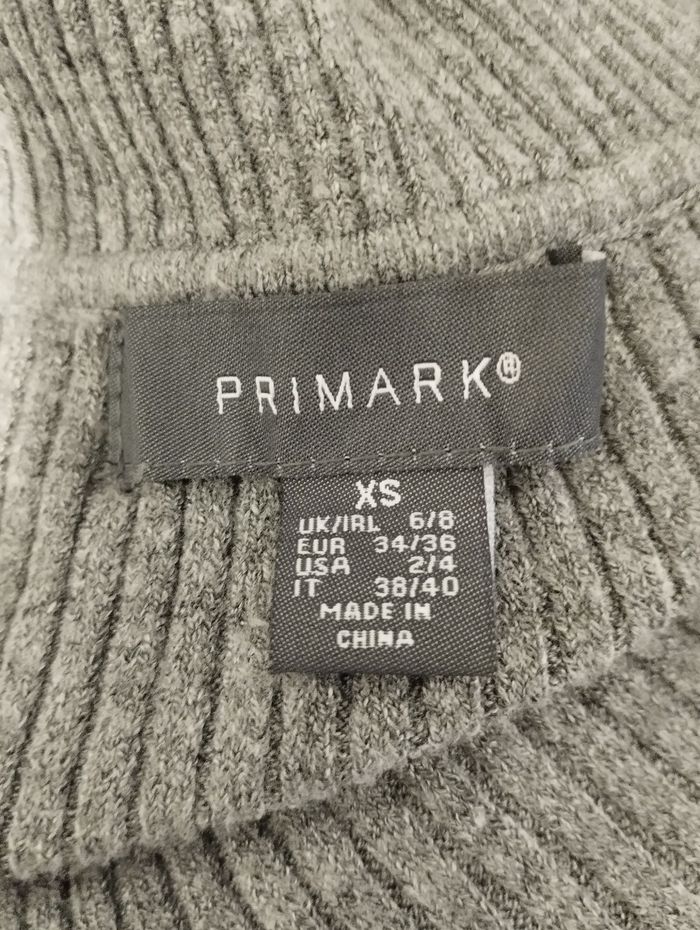 PRIMARK®
XS
UK/IRL 6/8
EUR 34/36
USA 2/4
IT 38/40
MADE IN
CHINA